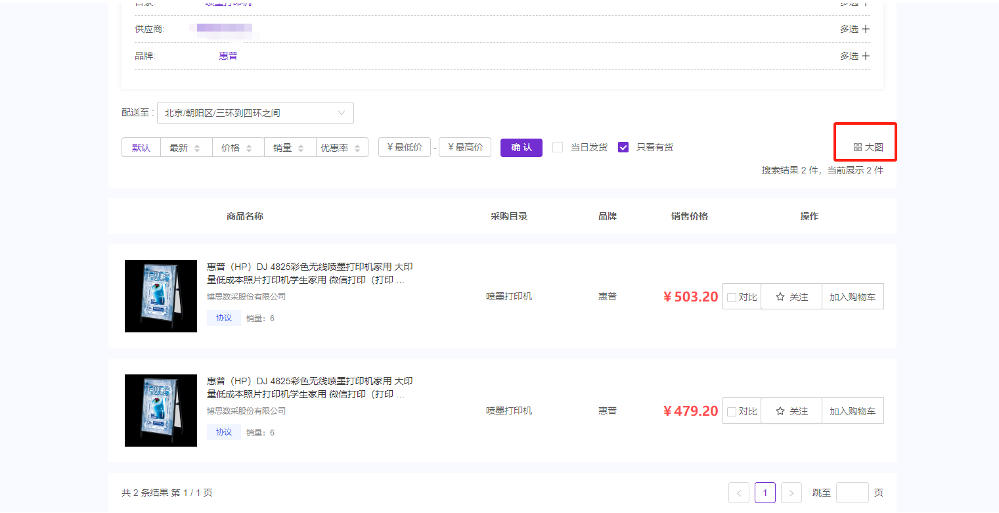 目录: 喷墨打印机 多选
供应商: 多选
品牌: 惠普 多选
配送至 : 北京/朝阳区/三环到四环之间
默认 最新 价格 销量 优惠率 ￥最低价 - ￥最高价 确 认 当日发货 只看有货 大图
搜索结果 2 件，当前展示 2 件
商品名称 采购目录 品牌 销售价格 操作
惠普（HP）DJ 4825彩色无线喷墨打印机家用 大印
量低成本照片打印机学生家用 微信打印（打印 ...
博思数采股份有限公司
协议 销量：6
喷墨打印机 惠普 ￥503.20 对比 关注 加入购物车
惠普（HP）DJ 4825彩色无线喷墨打印机家用 大印
量低成本照片打印机学生家用 微信打印（打印 ...
博思数采股份有限公司
协议 销量：6
喷墨打印机 惠普 ￥479.20 对比 关注 加入购物车
共 2 条结果 第 1 / 1 页 < 1 > 跳至 页